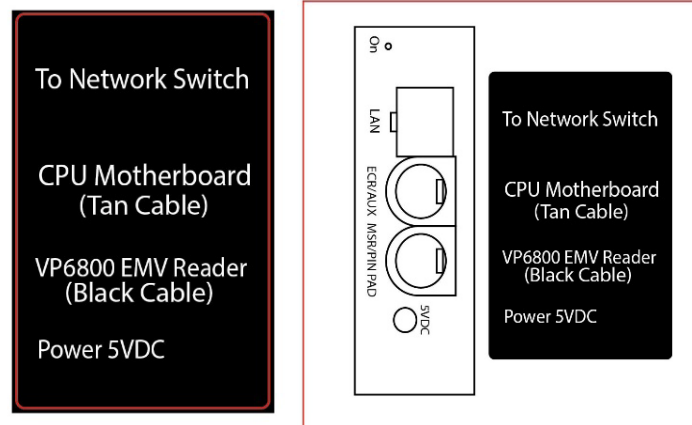 To Network Switch
CPU Motherboard
(Tan Cable)
VP6800 EMV Reader
(Black Cable)
Power 5VDC
On
LAN
ECR/AUX
MSR/PIN PAD
5VDC
To Network Switch
CPU Motherboard
(Tan Cable)
VP6800 EMV Reader
(Black Cable)
Power 5VDC